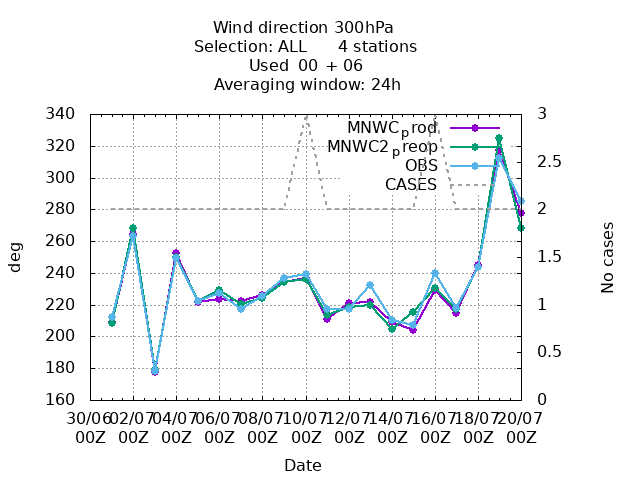 Wind direction 300hPa
Selection: ALL 4 stations
Used 00 + 06
Averaging window: 24h
340
320
300
280
260
240
220
200
180
160
3
2.5
2
1.5
1
0.5
0
MNWCprod
MNWC2preop
OBS
CASES
deg
No cases
30/06 02/07 04/07 06/07 08/07 10/07 12/07 14/07 16/07 18/07 20/07
00Z 00Z 00Z 00Z 00Z 00Z 00Z 00Z 00Z 00Z 00Z
Date